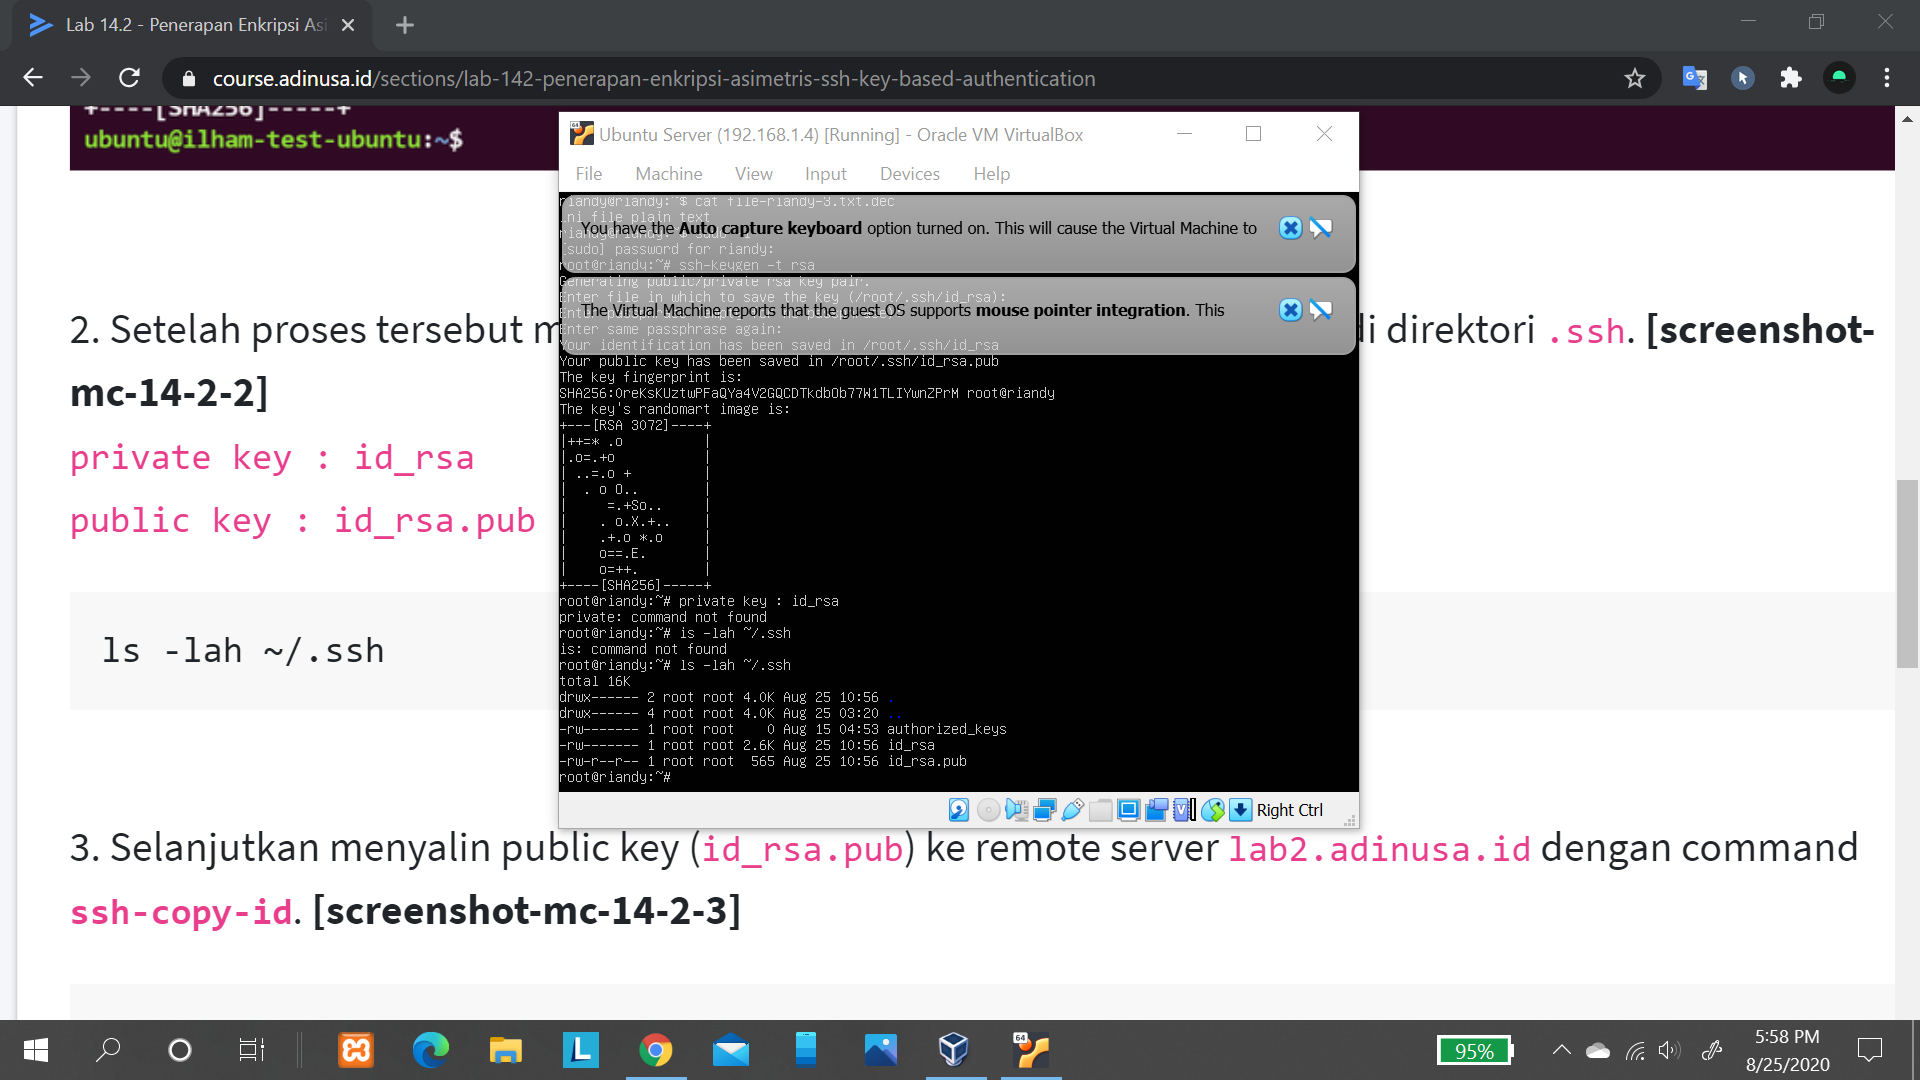 Lab 14.2 - Penerapan Enkripsi Asi
course.adinusa.id/sections/lab-142-penerapan-enkripsi-asimetris-ssh-key-based-authentication
+----[SHA256]-----+
ubuntu@ilham-test-ubuntu:~$
2. Setelah proses tersebut m
di direktori .ssh. [screenshot-
mc-14-2-2]
private key : id_rsa
public key : id_rsa.pub
ls -lah ~/.ssh
3. Selanjutkan menyalin public key (id_rsa.pub) ke remote server lab2.adinusa.id dengan command
ssh-copy-id. [screenshot-mc-14-2-3]
Ubuntu Server (192.168.1.4) [Running] - Oracle VM VirtualBox
File Machine View Input Devices Help
riandy@riandy:~$ cat file-riandy-3.txt.dec
ini file plain text
You have the Auto capture keyboard option turned on. This will cause the Virtual Machine to
[sudo] password for riandy:
root@riandy:~# ssh-keygen -t rsa
Generating public/private rsa key pair.
Enter file in which to save the key (/root/.ssh/id_rsa):
The Virtual Machine reports that the guest OS supports mouse pointer integration. This
Enter same passphrase again:
Your identification has been saved in /root/.ssh/id_rsa
Your public key has been saved in /root/.ssh/id_rsa.pub
The key fingerprint is:
SHA256:OreKsKUztwPFaQYa4V2GQCDTkdbOb77W1TLIYwnZPrM root@riandy
The key's randomart image is:
+---[RSA 3072]----+
|++=* .o          |
|.o=.+o           |
| ..=.o +         |
|  . o O..        |
|     =.+So..     |
|    . o.X.+..    |
|    .+.o *.o     |
|    o==.E.       |
|    o=++.        |
+----[SHA256]-----+
root@riandy:~# private key : id_rsa
private: command not found
root@riandy:~# is -lah ~/.ssh
is: command not found
root@riandy:~# ls -lah ~/.ssh
total 16K
drwx------ 2 root root 4.0K Aug 25 10:56 .
drwx------ 4 root root 4.0K Aug 25 03:20 ..
-rw------- 1 root root    0 Aug 15 04:53 authorized_keys
-rw------- 1 root root 2.6K Aug 25 10:56 id_rsa
-rw-r--r-- 1 root root  565 Aug 25 10:56 id_rsa.pub
root@riandy:~#
Right Ctrl
64
95%
5:58 PM
8/25/2020